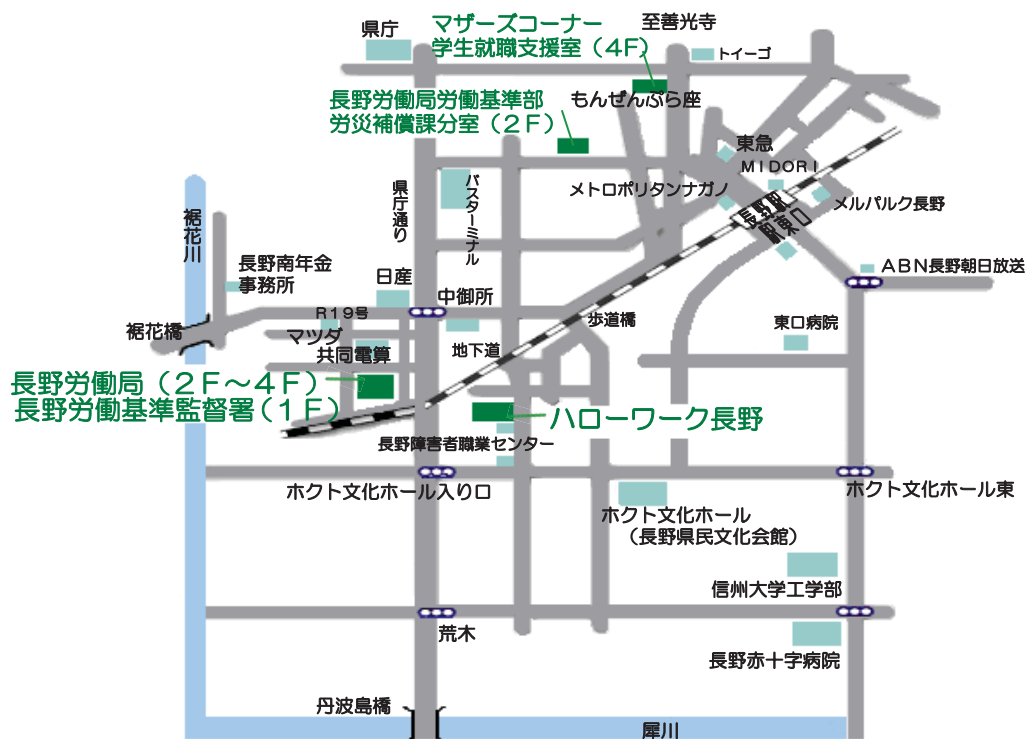 県庁
マザーズコーナー
学生就職支援室（4F）
至善光寺
トイーゴ
長野労働局労働基準部
労災補償課分室（２F）
もんぜんぷら座
東急
ＭＩＤＯＲＩ
メトロポリタンナガノ
長野駅
駅東口
メルパルク長野
バスターミナル
県庁通り
裾花川
長野南年金
事務所
日産
中御所
ＡＢＮ長野朝日放送
R１９号
裾花橋
マツダ
歩道橋
東口病院
共同電算
地下道
長野労働局（２Ｆ～４Ｆ）
長野労働基準監督署（１Ｆ）
ハローワーク長野
長野障害者職業センター
ホクト文化ホール入り口
ホクト文化ホール東
ホクト文化ホール
（長野県民文化会館）
信州大学工学部
荒木
長野赤十字病院
丹波島橋
犀川